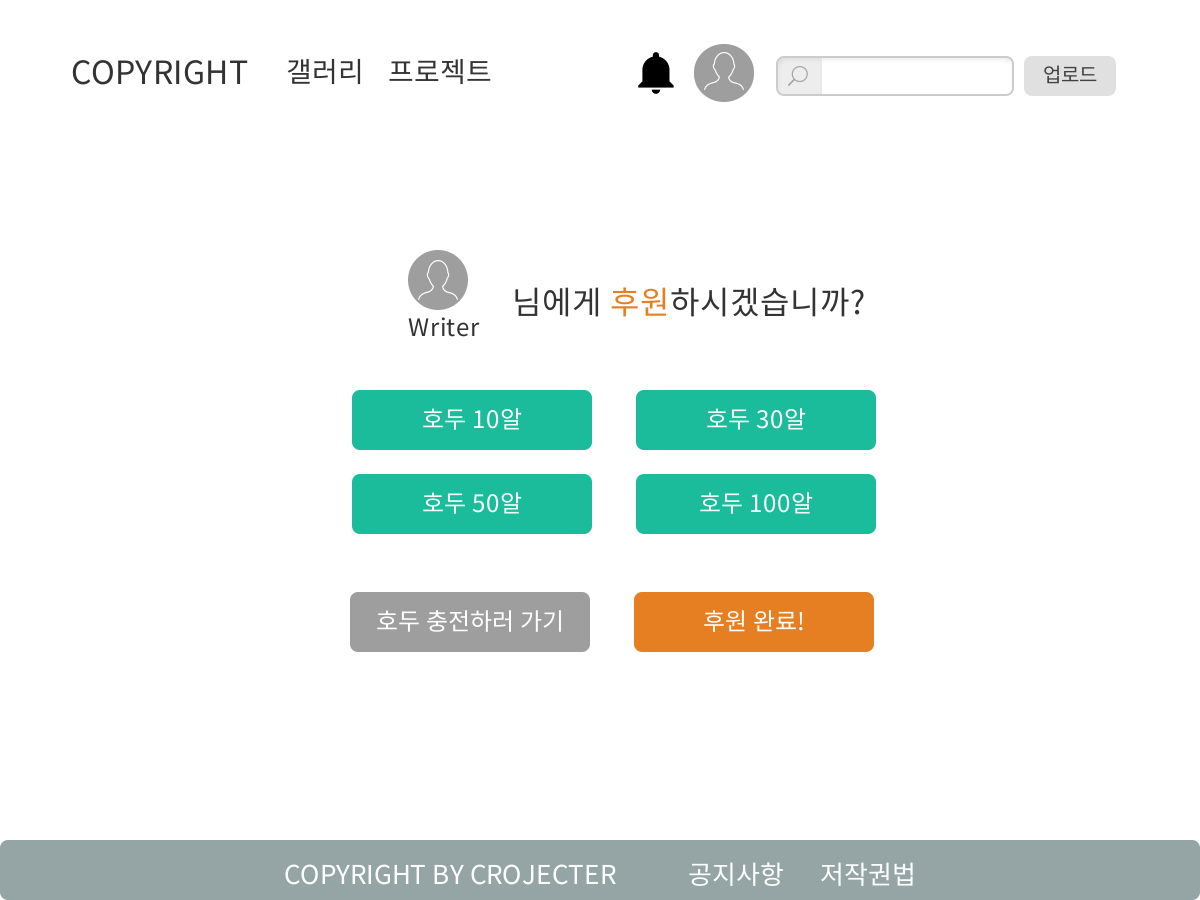 COPYRIGHT 갤러리 프로젝트 업로드
님에게 후원하시겠습니까?
Writer
호두 10알 호두 30알
호두 50알 호두 100알
호두 충전하러 가기 후원 완료!
COPYRIGHT BY CROJECTER 공지사항 저작권법